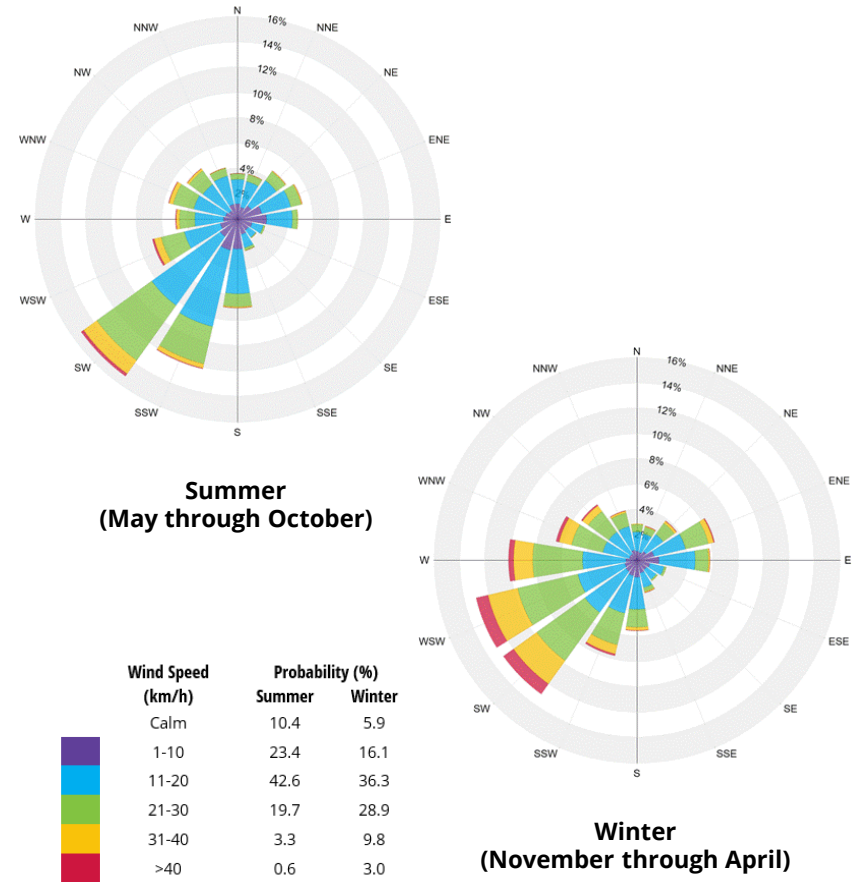 N
NNW
NNE
NW
NE
WNW
ENE
W
E
WSW
ESE
SW
SE
SSW
SSE
S
16%
14%
12%
10%
8%
6%
4%
2%
Summer
(May through October)
N
NNW
NNE
NW
NE
WNW
ENE
W
E
WSW
ESE
SW
SE
SSW
SSE
S
16%
14%
12%
10%
8%
6%
4%
2%
Winter
(November through April)
Wind Speed Probability (%)
(km/h) Summer Winter
Calm 10.4 5.9
1-10 23.4 16.1
11-20 42.6 36.3
21-30 19.7 28.9
31-40 3.3 9.8
>40 0.6 3.0